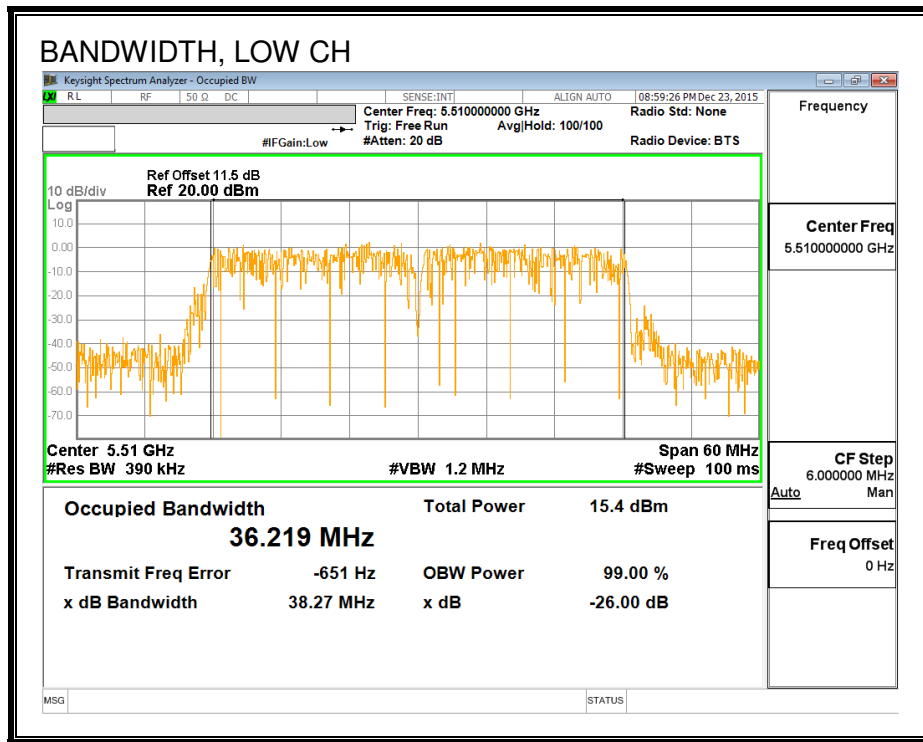 BANDWIDTH, LOW CH
Keysight Spectrum Analyzer - Occupied BW
LXI RL RF 50 Ω DC SENSE:INT ALIGN AUTO 08:59:26 PM Dec 23, 2015
Center Freq: 5.510000000 GHz Radio Std: None
Trig: Free Run Avg|Hold: 100/100
#IFGain:Low #Atten: 20 dB Radio Device: BTS
Frequency
Ref Offset 11.5 dB
10 dB/div Ref 20.00 dBm
Log
10.0
0.00
-10.0
-20.0
-30.0
-40.0
-50.0
-60.0
-70.0
Center 5.51 GHz Span 60 MHz
#Res BW 390 kHz #VBW 1.2 MHz #Sweep 100 ms
Center Freq
5.510000000 GHz
CF Step
6.000000 MHz
Auto Man
Freq Offset
0 Hz
Occupied Bandwidth Total Power 15.4 dBm
36.219 MHz
Transmit Freq Error -651 Hz OBW Power 99.00 %
x dB Bandwidth 38.27 MHz x dB -26.00 dB
MSG STATUS